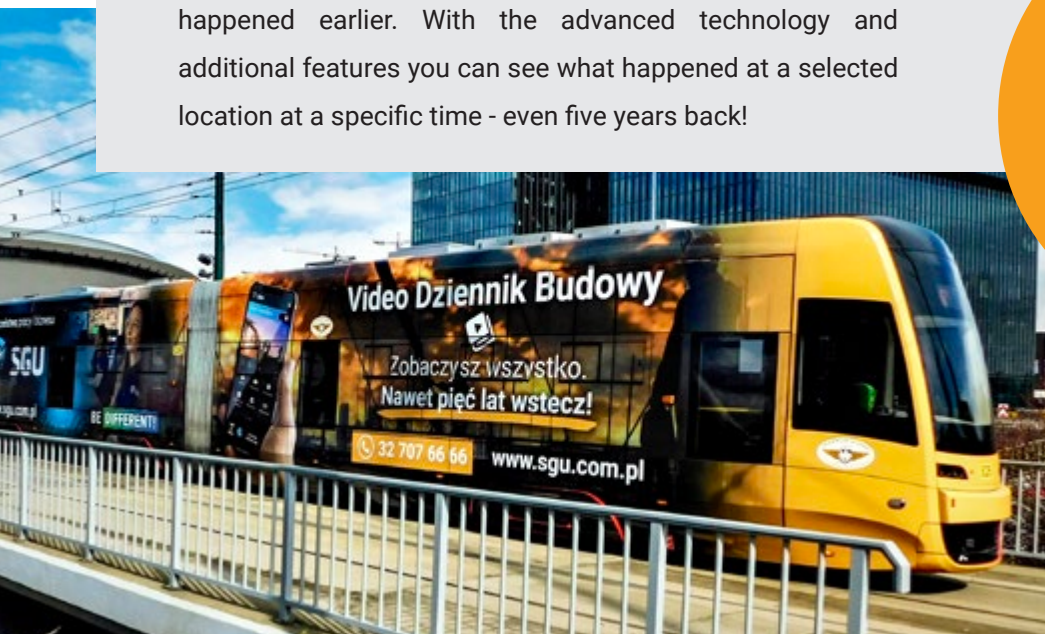 happened earlier. With the advanced technology and
additional features you can see what happened at a selected
location at a specific time - even five years back!
Video Dziennik Budowy
Zobaczysz wszystko.
Nawet pięć lat wstecz!
32 707 66 66
www.sgu.com.pl
SGU
BE DIFFERENT!